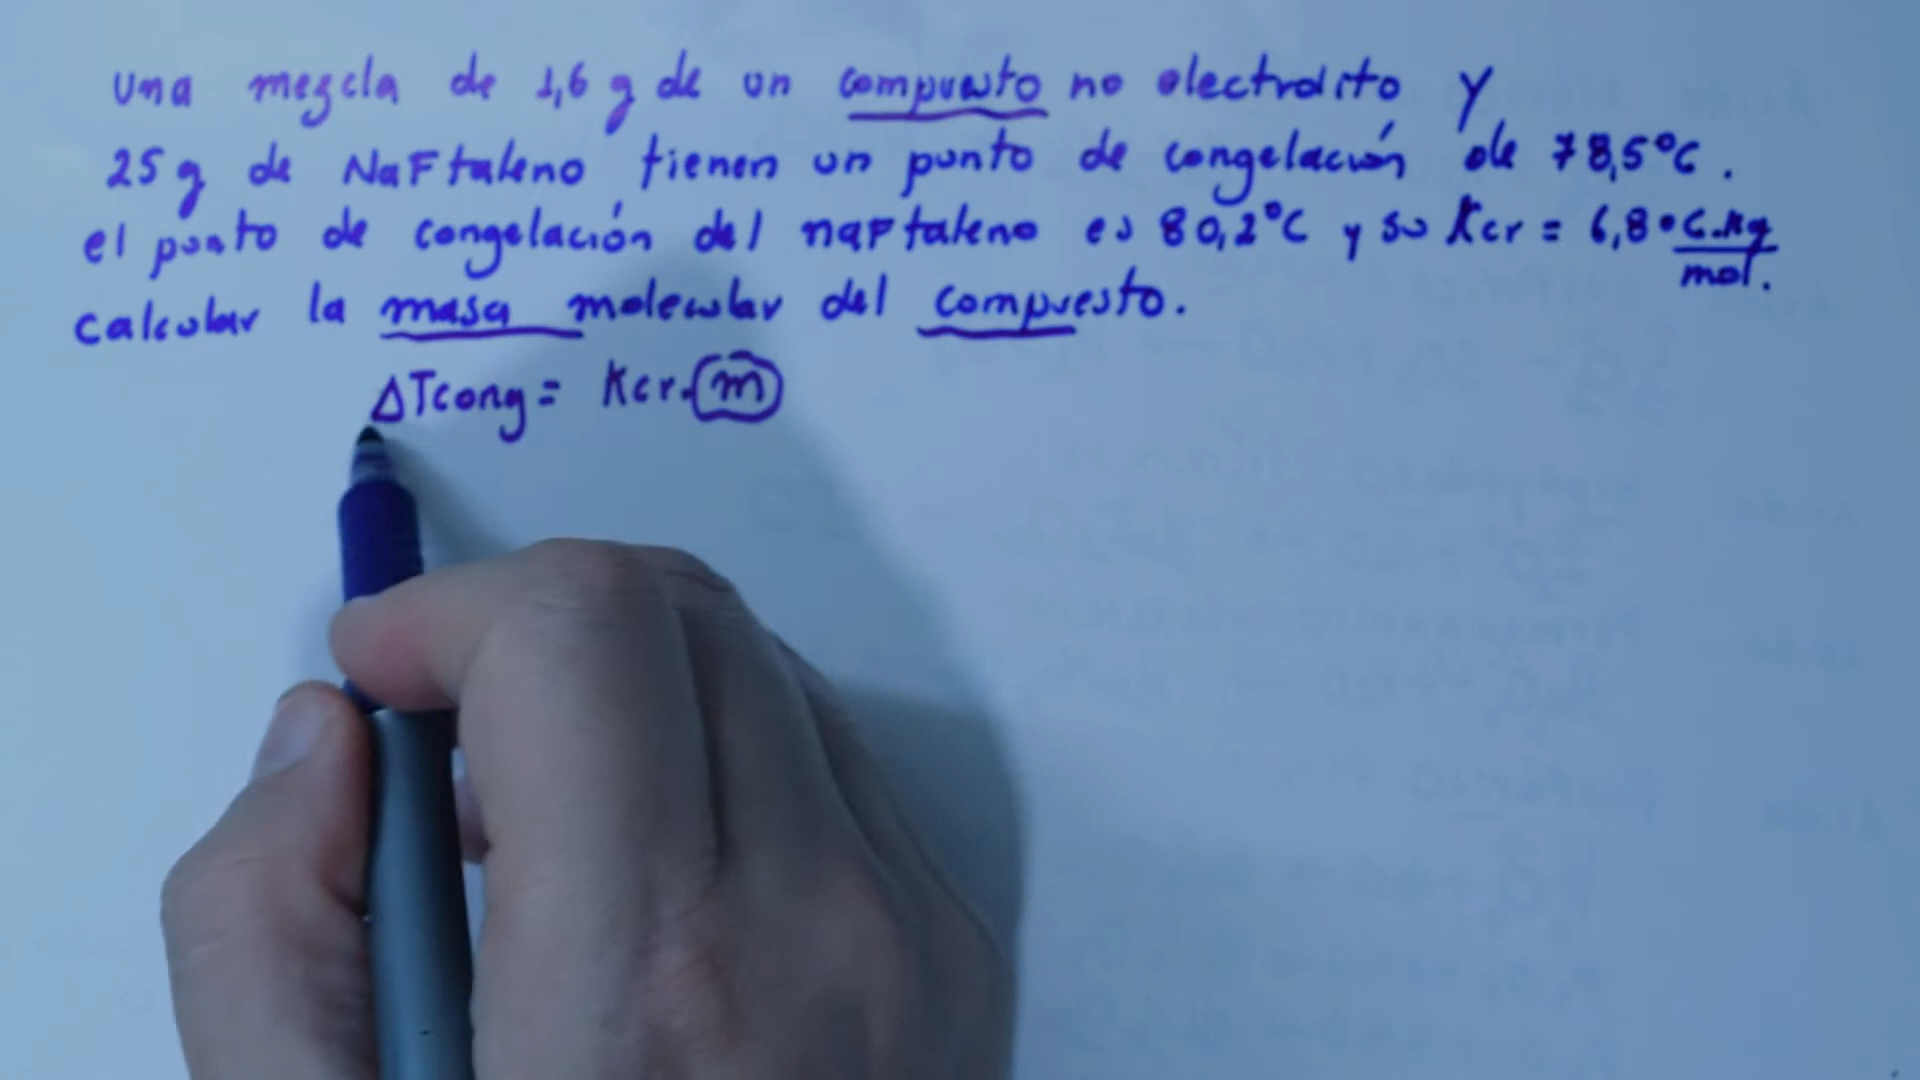 Una mezcla de 1,6 g de un compuesto no electrolito y
25 g de NaFtaleno tienen un punto de congelación de 78,5°C.
el punto de congelación del naftaleno es 80,2°C y su Kcr = 6,8 °C.Kg/mol.
calcular la masa molecular del compuesto.
ΔTcong = Kcr.m